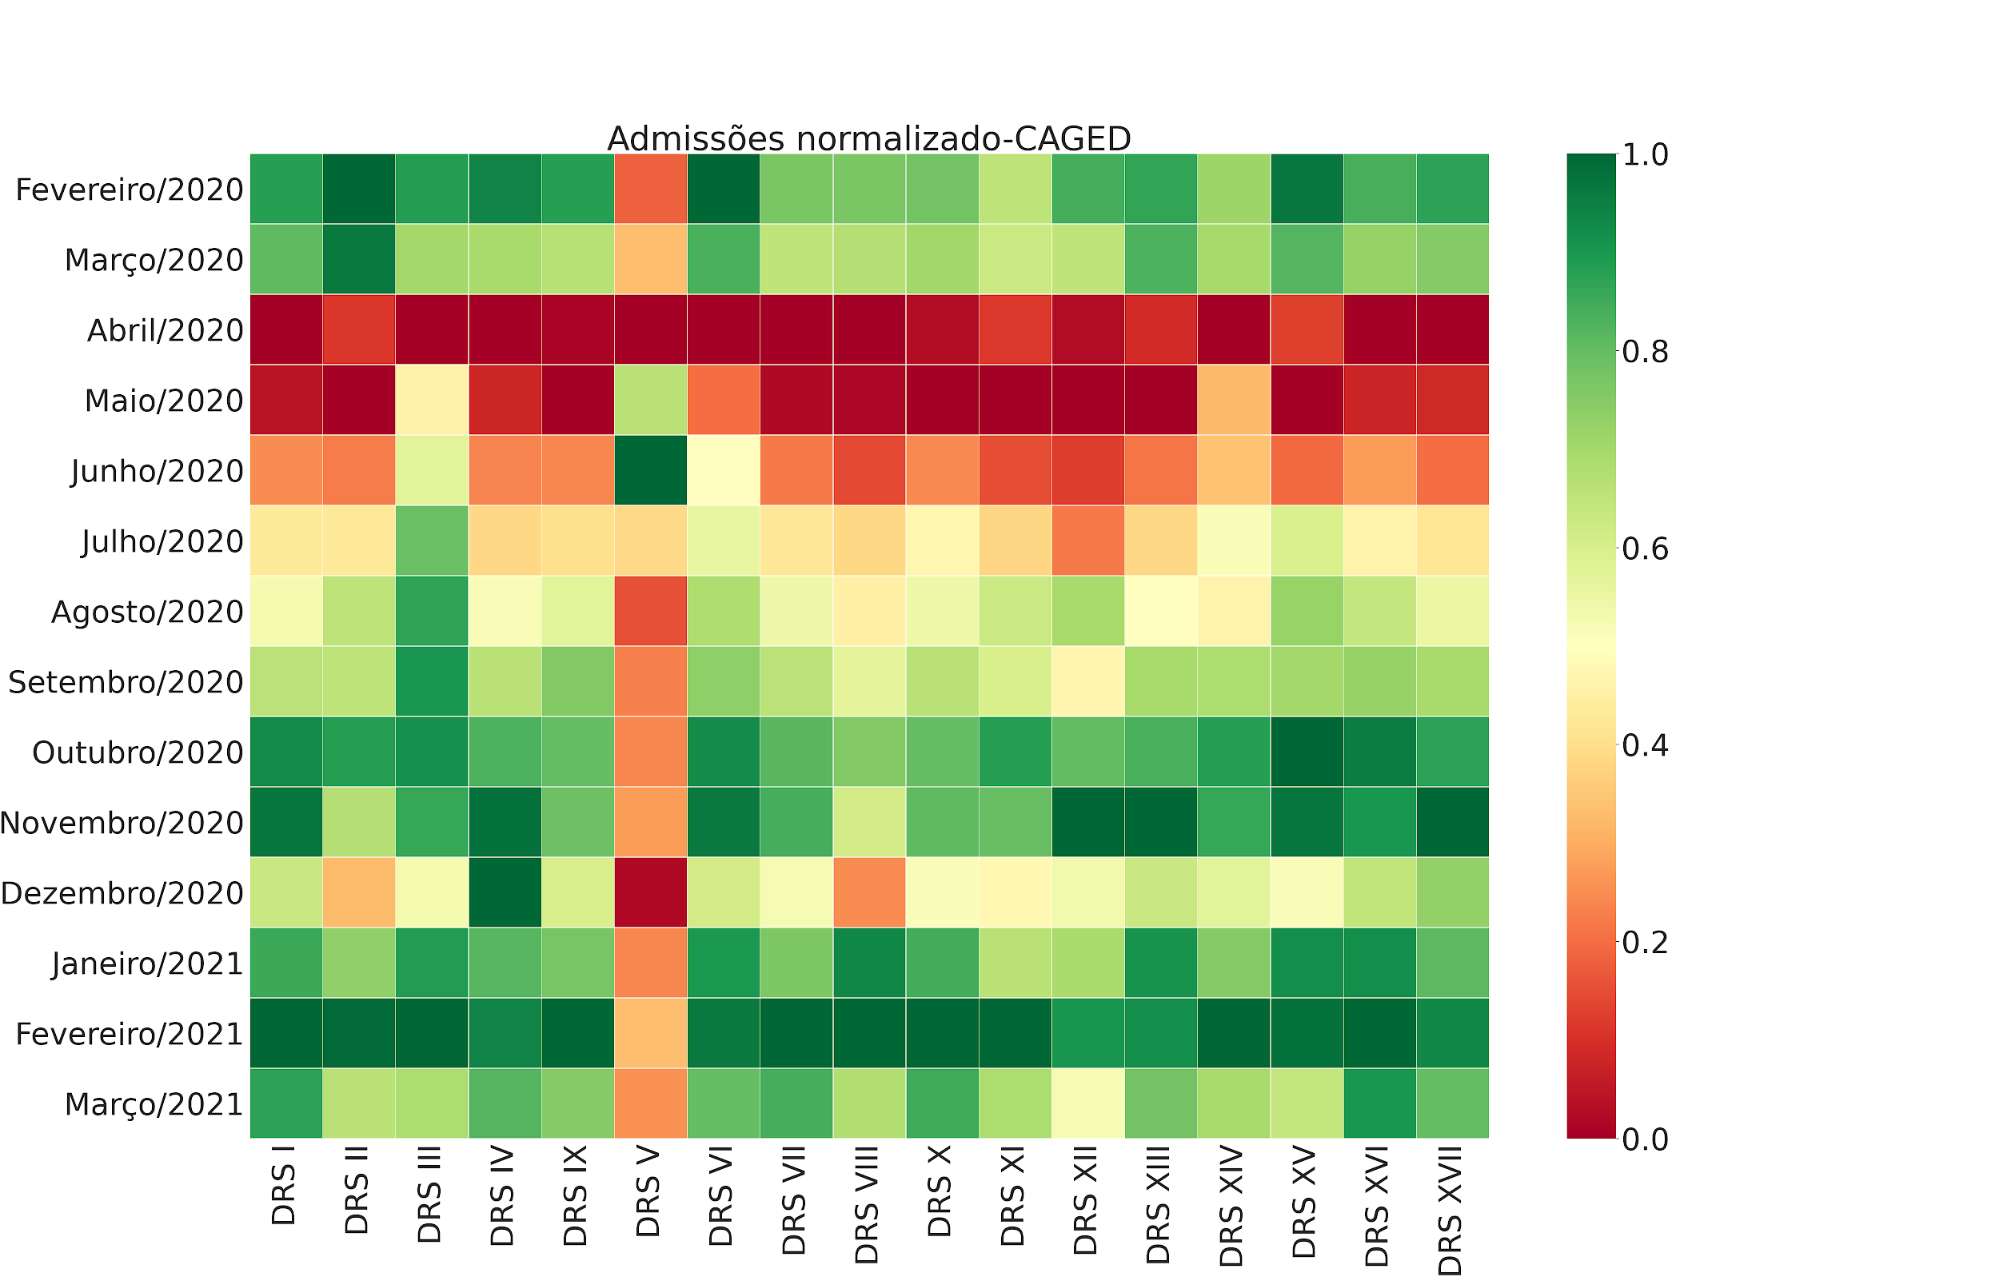 Admissões normalizado-CAGED
Fevereiro/2020
Março/2020
Abril/2020
Maio/2020
Junho/2020
Julho/2020
Agosto/2020
Setembro/2020
Outubro/2020
Novembro/2020
Dezembro/2020
Janeiro/2021
Fevereiro/2021
Março/2021
DRS I
DRS II
DRS III
DRS IV
DRS IX
DRS V
DRS VI
DRS VII
DRS VIII
DRS X
DRS XI
DRS XII
DRS XIII
DRS XIV
DRS XV
DRS XVI
DRS XVII
1.0
0.8
0.6
0.4
0.2
0.0